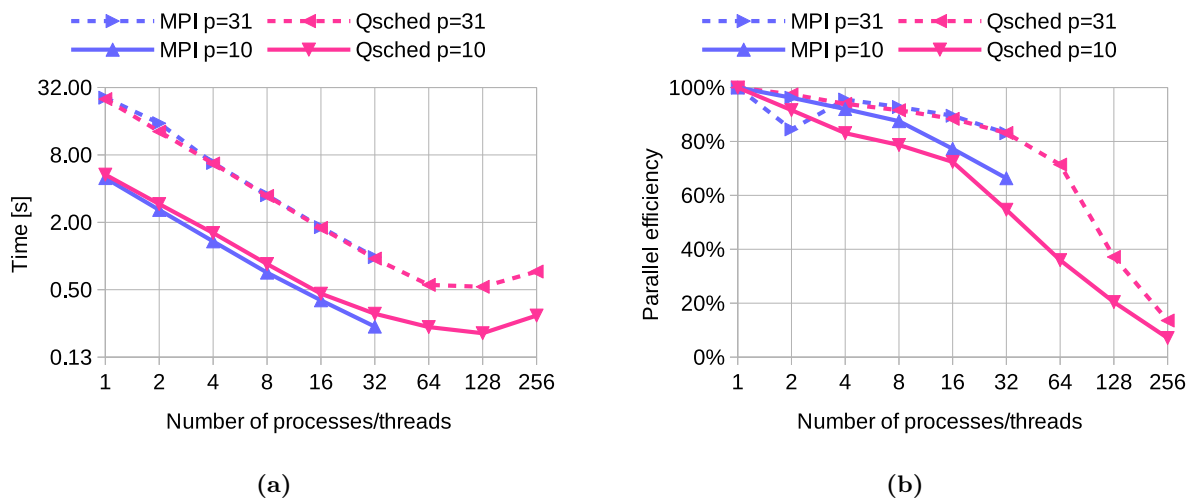 MPI p=31 Qsched p=31
MPI p=10 Qsched p=10
32.00
8.00
2.00
0.50
0.13
Time [s]
1 2 4 8 16 32 64 128 256
Number of processes/threads
(a)
MPI p=31 Qsched p=31
MPI p=10 Qsched p=10
100%
80%
60%
40%
20%
0%
Parallel efficiency
1 2 4 8 16 32 64 128 256
Number of processes/threads
(b)